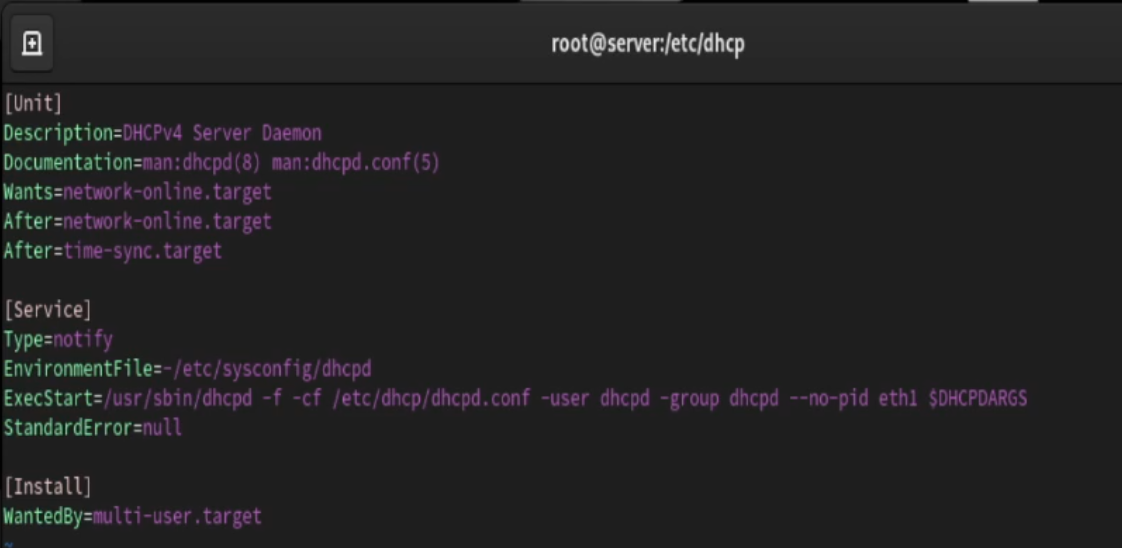 root@server:/etc/dhcp
[Unit]
Description=DHCPv4 Server Daemon
Documentation=man:dhcpd(8) man:dhcpd.conf(5)
Wants=network-online.target
After=network-online.target
After=time-sync.target
[Service]
Type=notify
EnvironmentFile=-/etc/sysconfig/dhcpd
ExecStart=/usr/sbin/dhcpd -f -cf /etc/dhcp/dhcpd.conf -user dhcpd -group dhcpd --no-pid eth1 $DHCPDARGS
StandardError=null
[Install]
WantedBy=multi-user.target
~